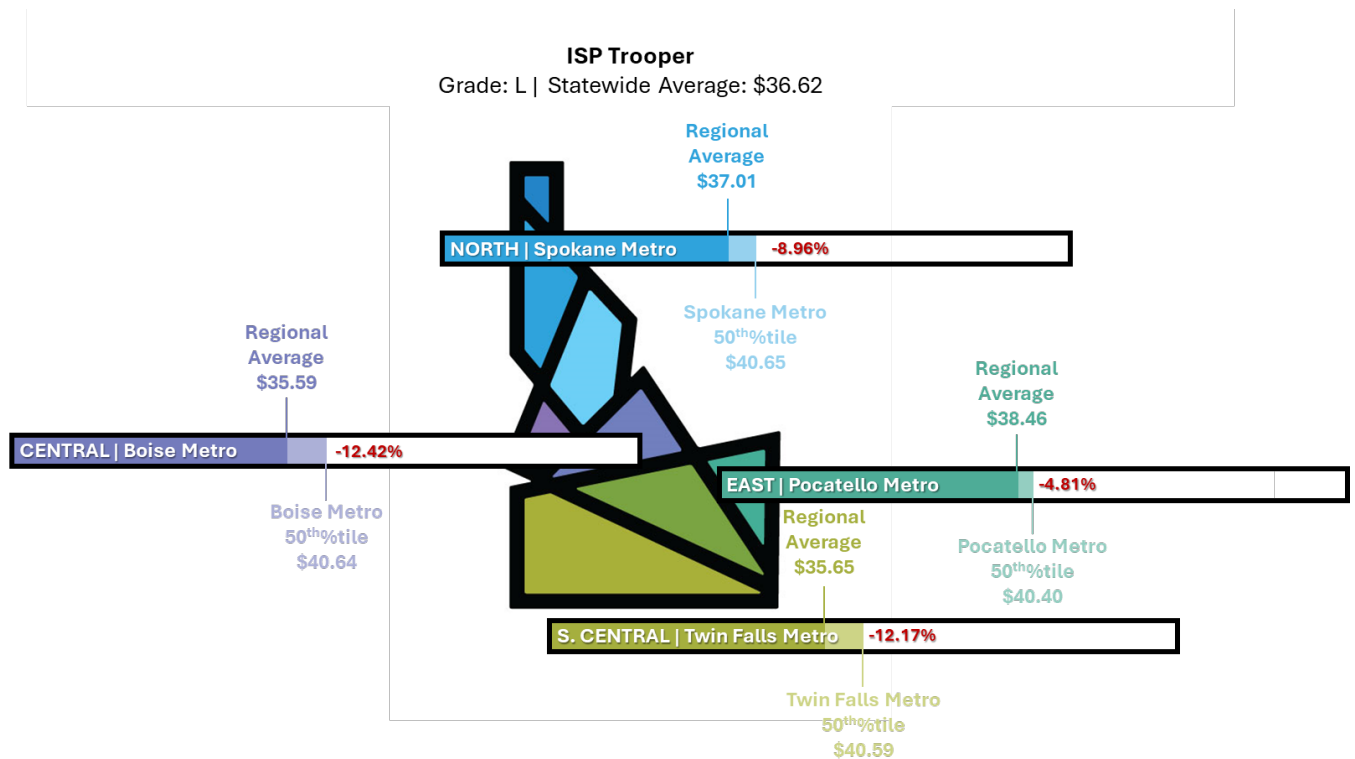 ISP Trooper
Grade: L | Statewide Average: $36.62
Regional
Average
$37.01
NORTH | Spokane Metro
-8.96%
Spokane Metro
50th%tile
$40.65
Regional
Average
$35.59
CENTRAL | Boise Metro
-12.42%
Boise Metro
50th%tile
$40.64
Regional
Average
$38.46
EAST | Pocatello Metro
-4.81%
Pocatello Metro
50th%tile
$40.40
Regional
Average
$35.65
S. CENTRAL | Twin Falls Metro
-12.17%
Twin Falls Metro
50th%tile
$40.59